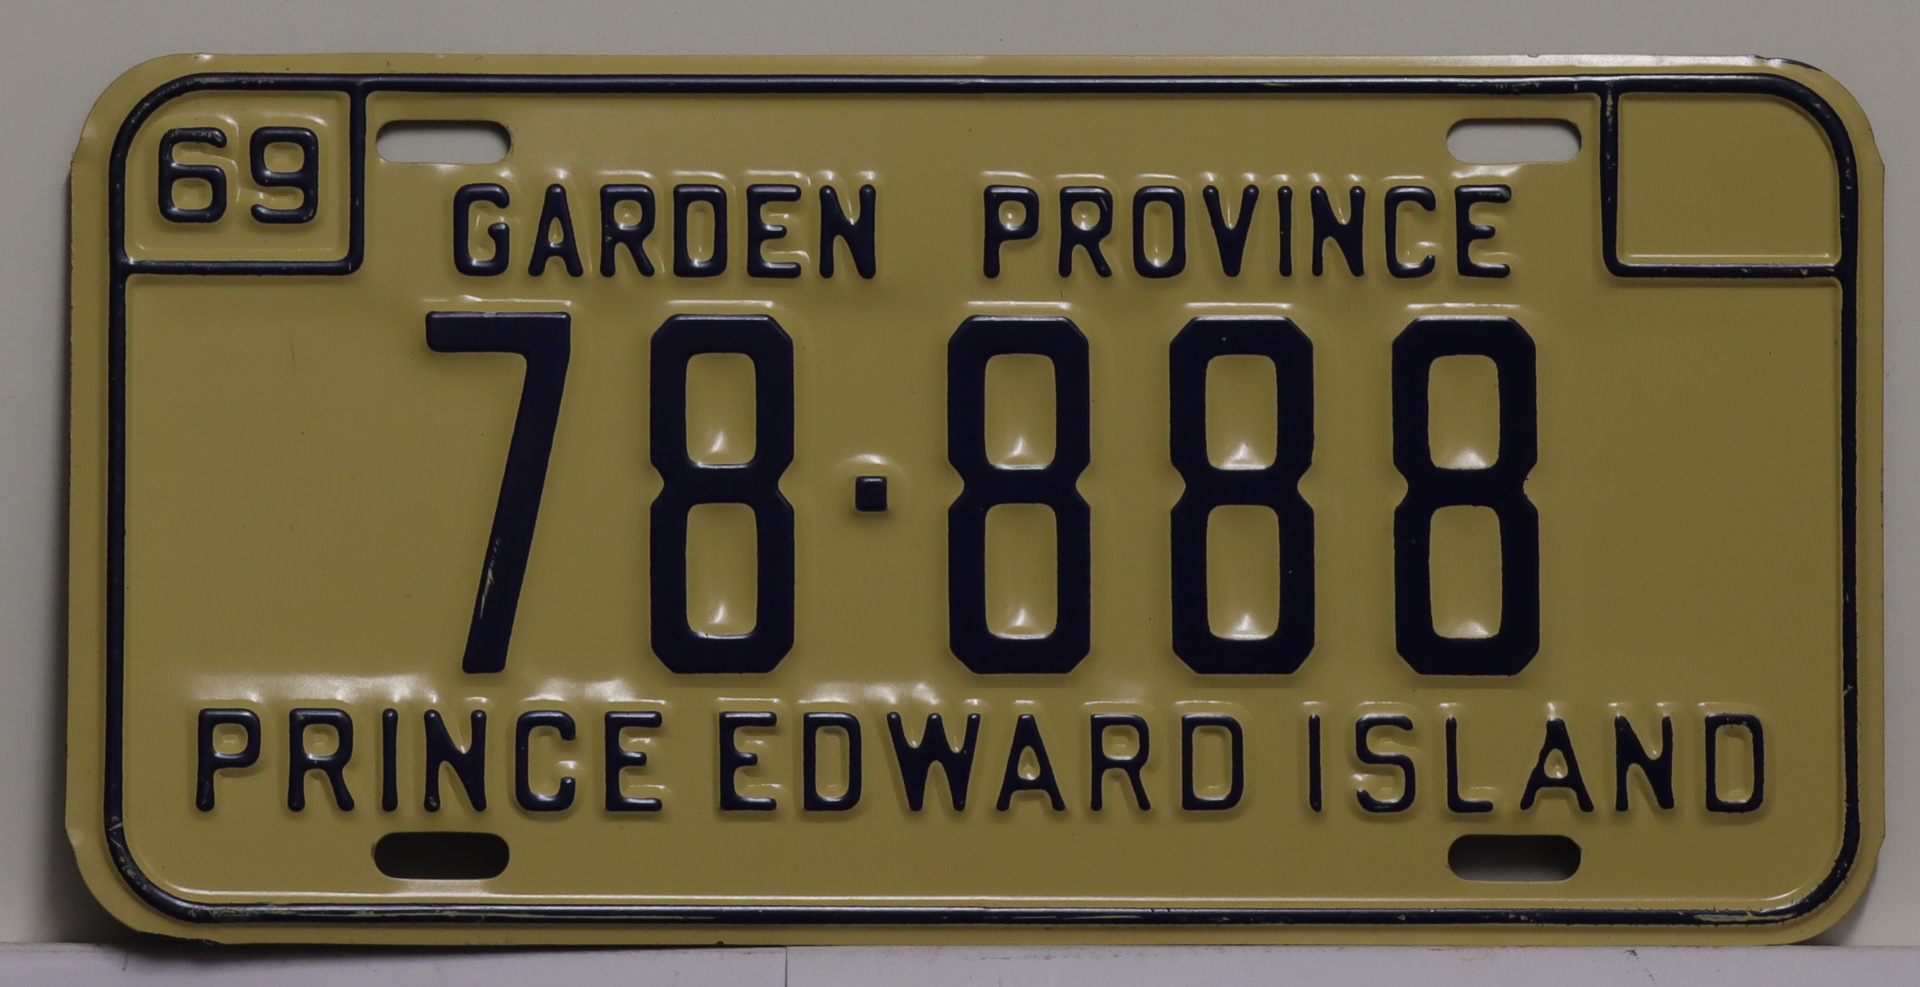 69
GARDEN PROVINCE
78·888
PRINCE EDWARD ISLAND